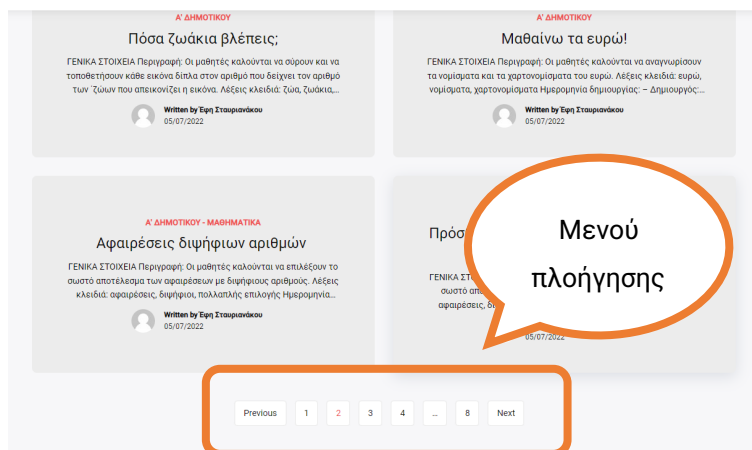 Α' ΔΗΜΟΤΙΚΟΥ
Πόσα ζωάκια βλέπεις;
ΓΕΝΙΚΑ ΣΤΟΙΧΕΙΑ Περιγραφή: Οι μαθητές καλούνται να σύρουν και να
τοποθετήσουν κάθε εικόνα δίπλα στον αριθμό που δείχνει τον αριθμό
των ¨ζώων που απεικονίζει η εικόνα. Λέξεις κλειδιά: ζώα, ζωάκια,...
Written by Έφη Σταυριανάκου
05/07/2022
Α' ΔΗΜΟΤΙΚΟΥ
Μαθαίνω τα ευρώ!
ΓΕΝΙΚΑ ΣΤΟΙΧΕΙΑ Περιγραφή: Οι μαθητές καλούνται να αναγνωρίσουν
τα νομίσματα και τα χαρτονομίσματα του ευρώ. Λέξεις κλειδιά: ευρώ,
νομίσματα, χαρτονομίσματα Ημερομηνία δημιουργίας: – Δημιουργός:...
Written by Έφη Σταυριανάκου
05/07/2022
Α' ΔΗΜΟΤΙΚΟΥ - ΜΑΘΗΜΑΤΙΚΑ
Αφαιρέσεις διψήφιων αριθμών
ΓΕΝΙΚΑ ΣΤΟΙΧΕΙΑ Περιγραφή: Οι μαθητές καλούνται να επιλέξουν το
σωστό αποτέλεσμα των αφαιρέσεων με διψήφιους αριθμούς. Λέξεις
κλειδιά: αφαιρέσεις, διψήφιοι, πολλαπλής επιλογής Ημερομηνία...
Written by Έφη Σταυριανάκου
05/07/2022
ΓΕΝΙΚΑ
σωστό
αφαιρέσεις,
05/07/2022
Μενού
πλοήγησης
Previous 1 2 3 4 ... 8 Next